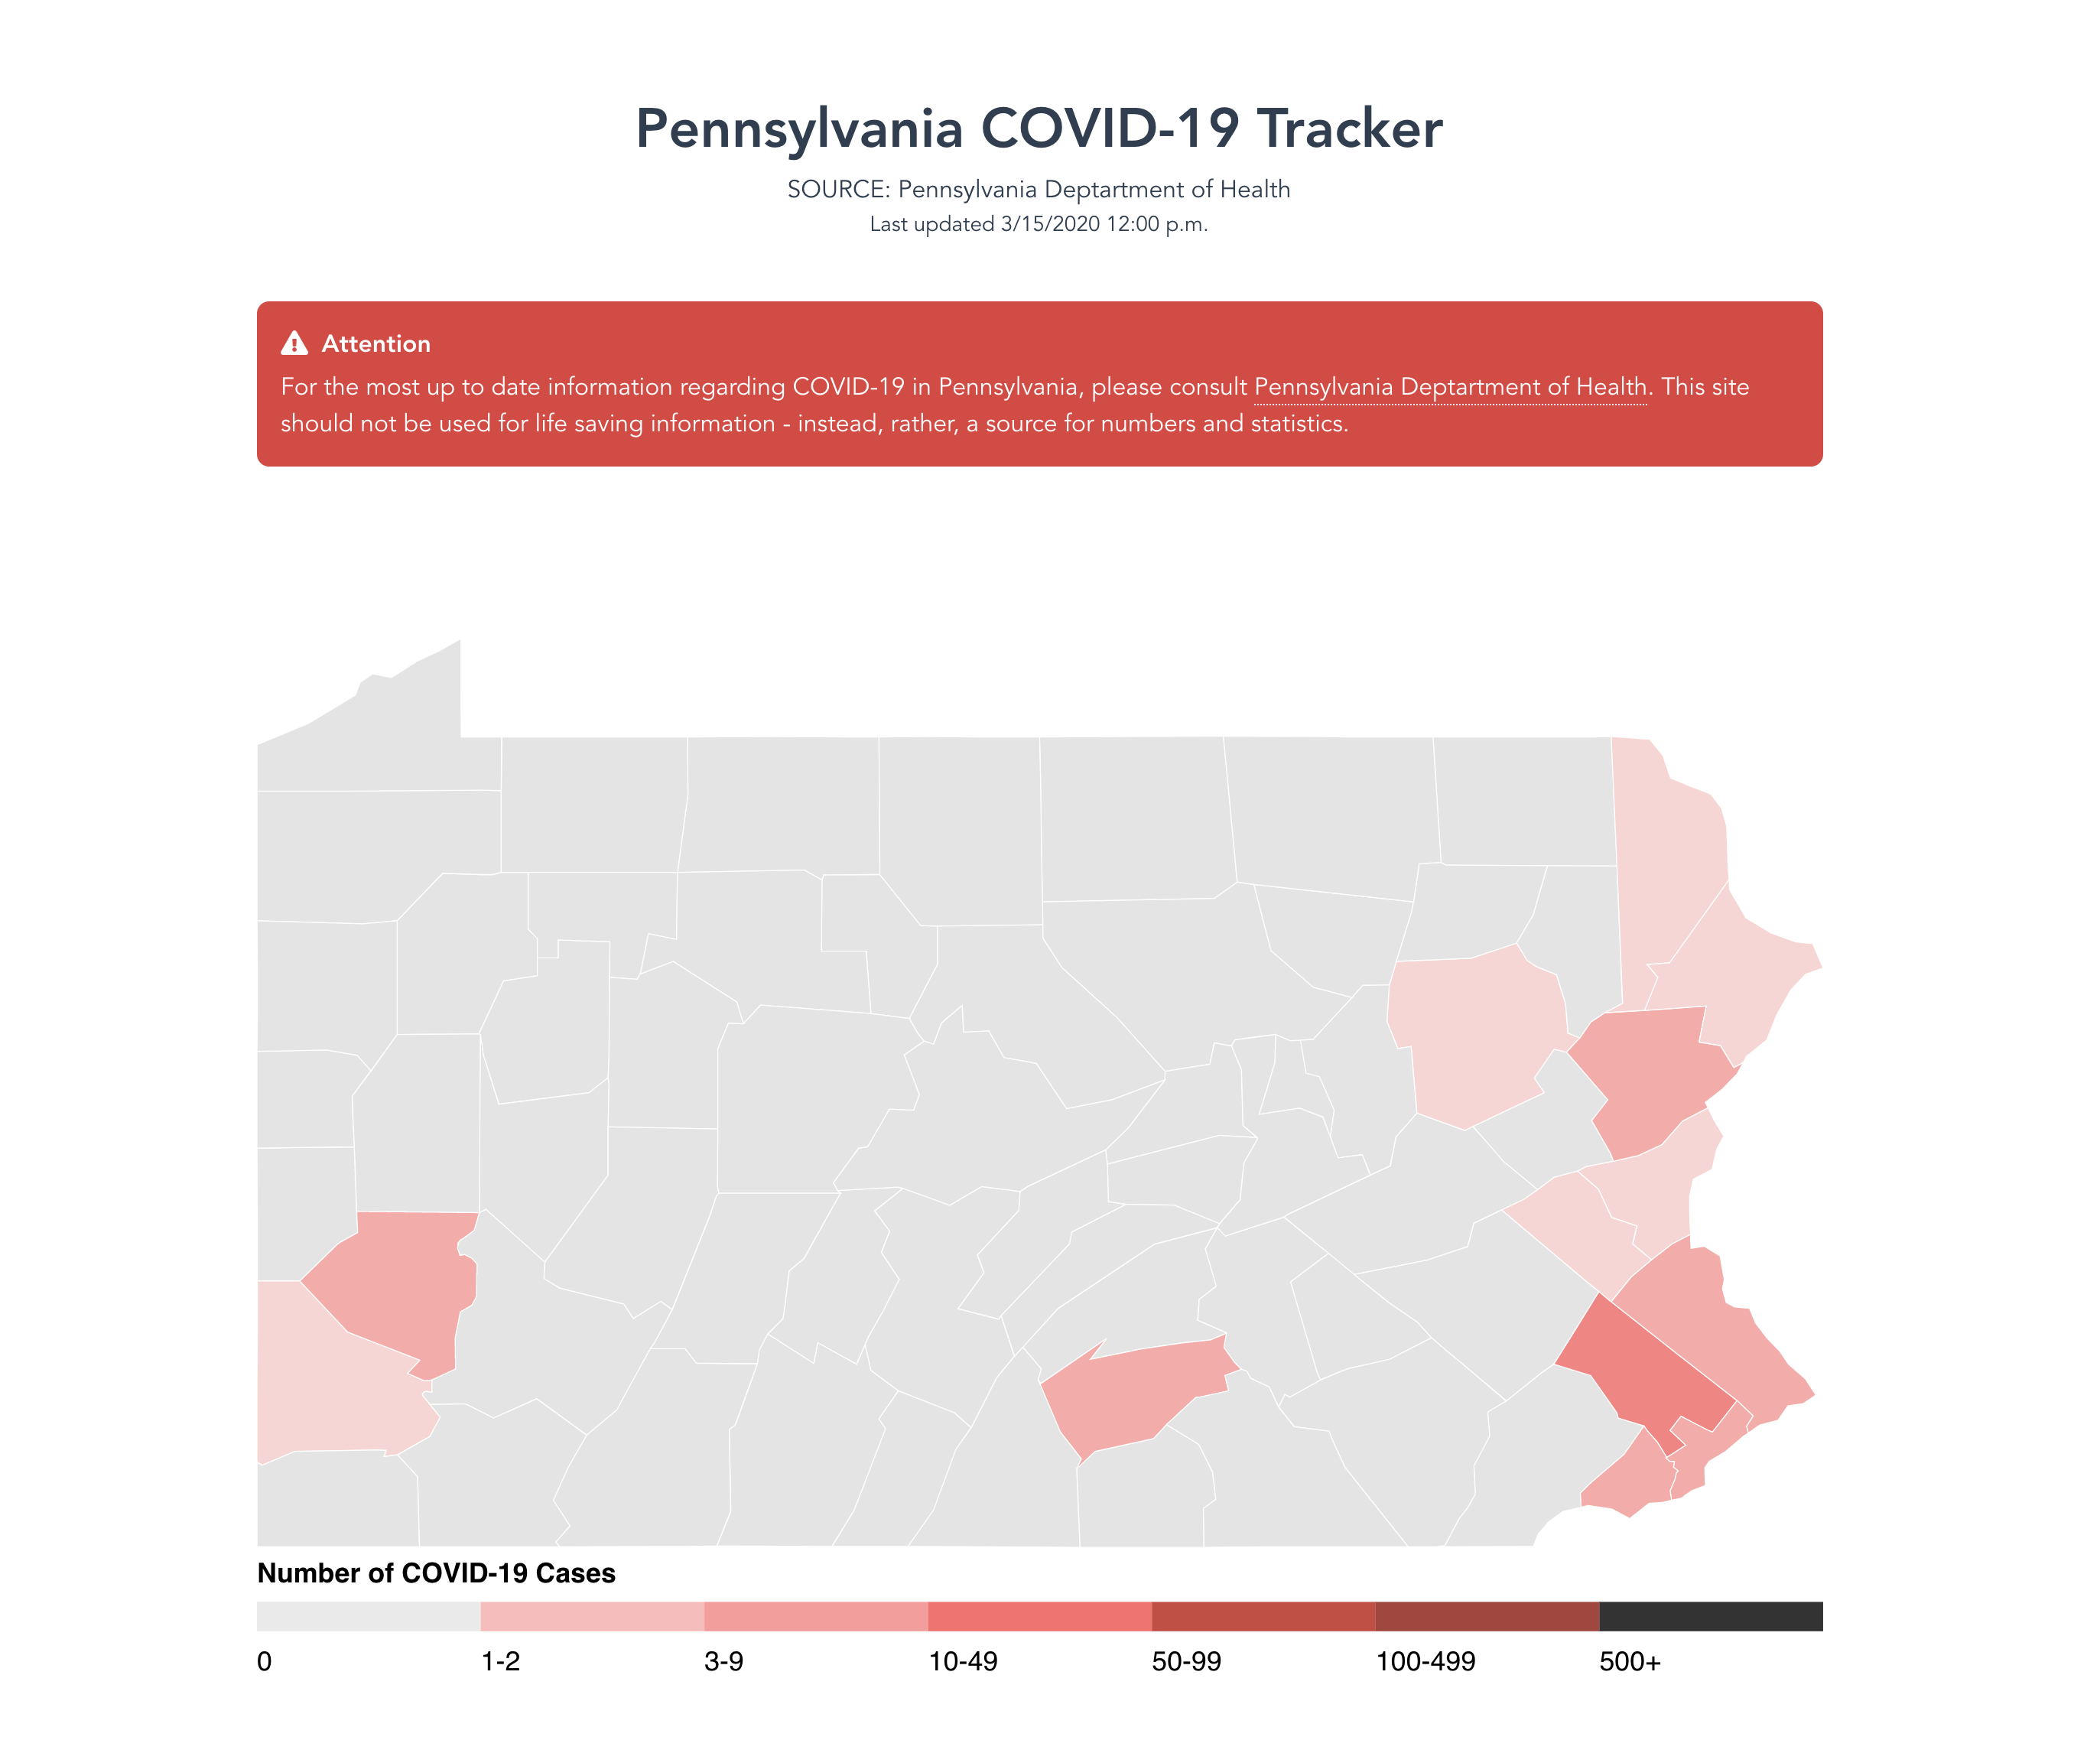 Pennsylvania COVID-19 Tracker
SOURCE: Pennsylvania Deptartment of Health
Last updated 3/15/2020 12:00 p.m.
Attention
For the most up to date information regarding COVID-19 in Pennsylvania, please consult Pennsylvania Deptartment of Health. This site
should not be used for life saving information - instead, rather, a source for numbers and statistics.
Number of COVID-19 Cases
0 1-2 3-9 10-49 50-99 100-499 500+